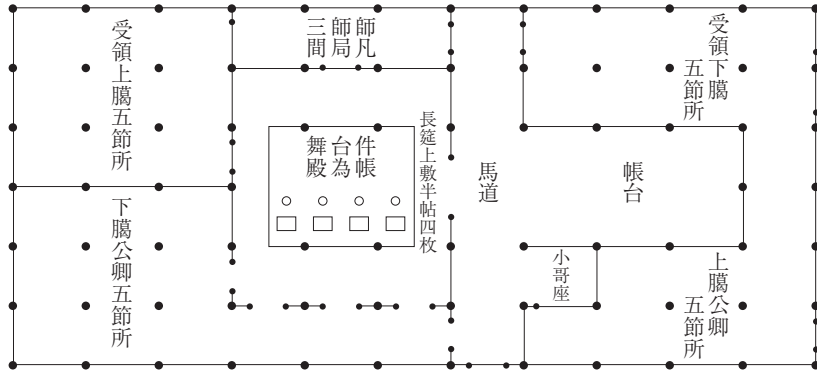 受領下臈
五節所
帳台
上臈公卿
五節所
小哥座
馬道
長筵上敷半帖四枚
師凡
師局
三間
件帳
台為
舞殿
受領上臈五節所
下臈公卿五節所